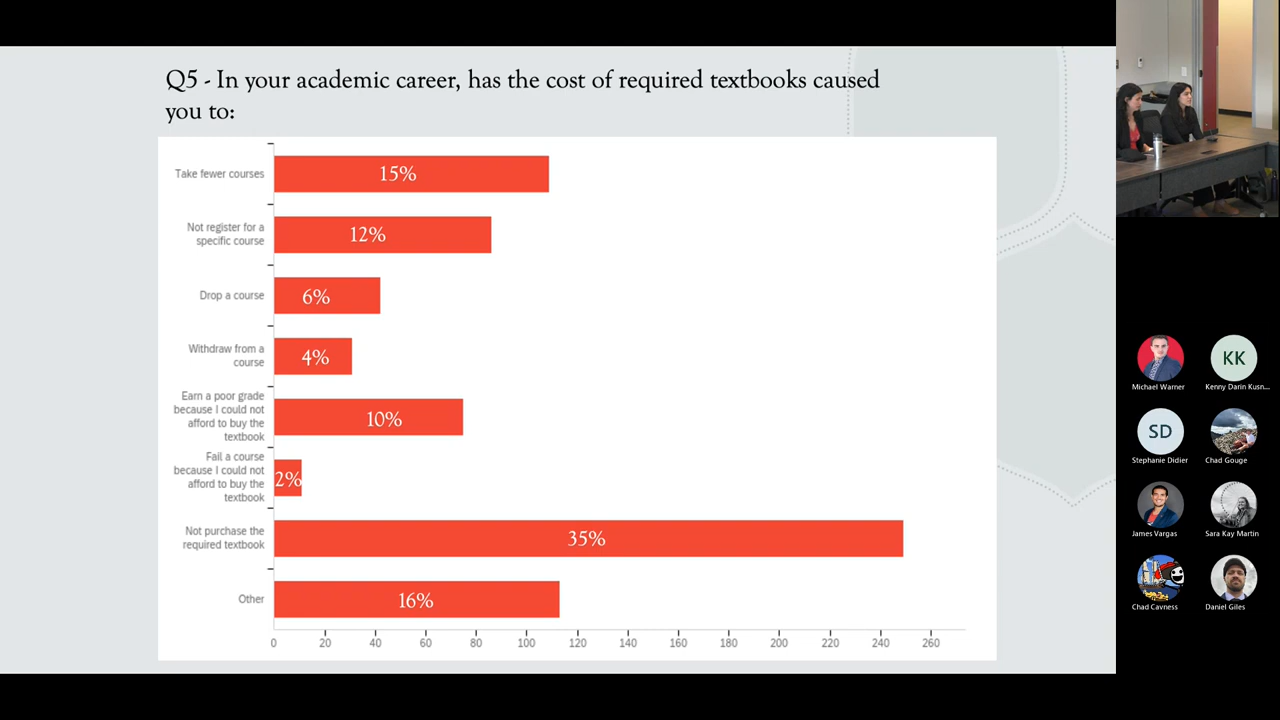 Q5 - In your academic career, has the cost of required textbooks caused
you to:
Take fewer courses
15%
Not register for a
specific course
12%
Drop a course
6%
Withdraw from a
course
4%
Earn a poor grade
because I could not
afford to buy the
textbook
10%
Fail a course
because I could not
afford to buy the
textbook
2%
Not purchase the
required textbook
35%
Other
16%
0 20 40 60 80 100 120 140 160 180 200 220 240 260
Michael Warner
KK
Kenny Darin Kusn...
SD
Stephanie Didier
Chad Gouge
James Vargas
Sara Kay Martin
Chad Cavness
Daniel Giles